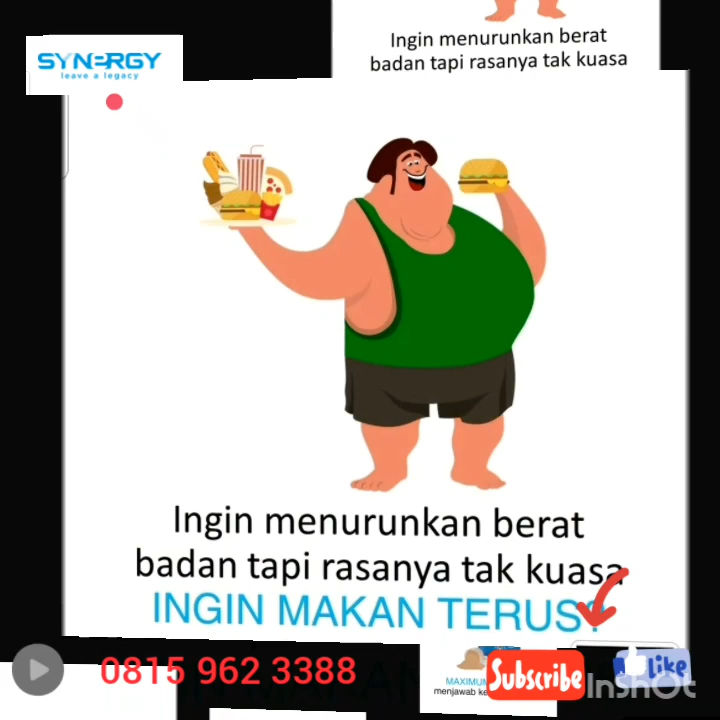 Ingin menurunkan berat
badan tapi rasanya tak kuasa
SYNERGY
leave a legacy
Ingin menurunkan berat
badan tapi rasanya tak kuasa
INGIN MAKAN TERUS?
0815 962 3388
MAXIMUM
menjawab
Subscribe
Like
InShOt